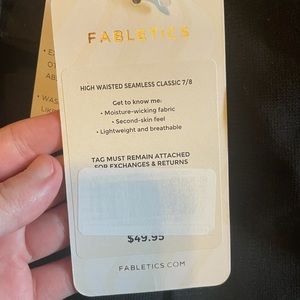 FABLETICS
HIGH WAISTED SEAMLESS CLASSIC 7/8
Get to know me:
• Moisture-wicking fabric
• Second-skin feel
• Lightweight and breathable
TAG MUST REMAIN ATTACHED
FOR EXCHANGES & RETURNS
$49.95
FABLETICS.COM